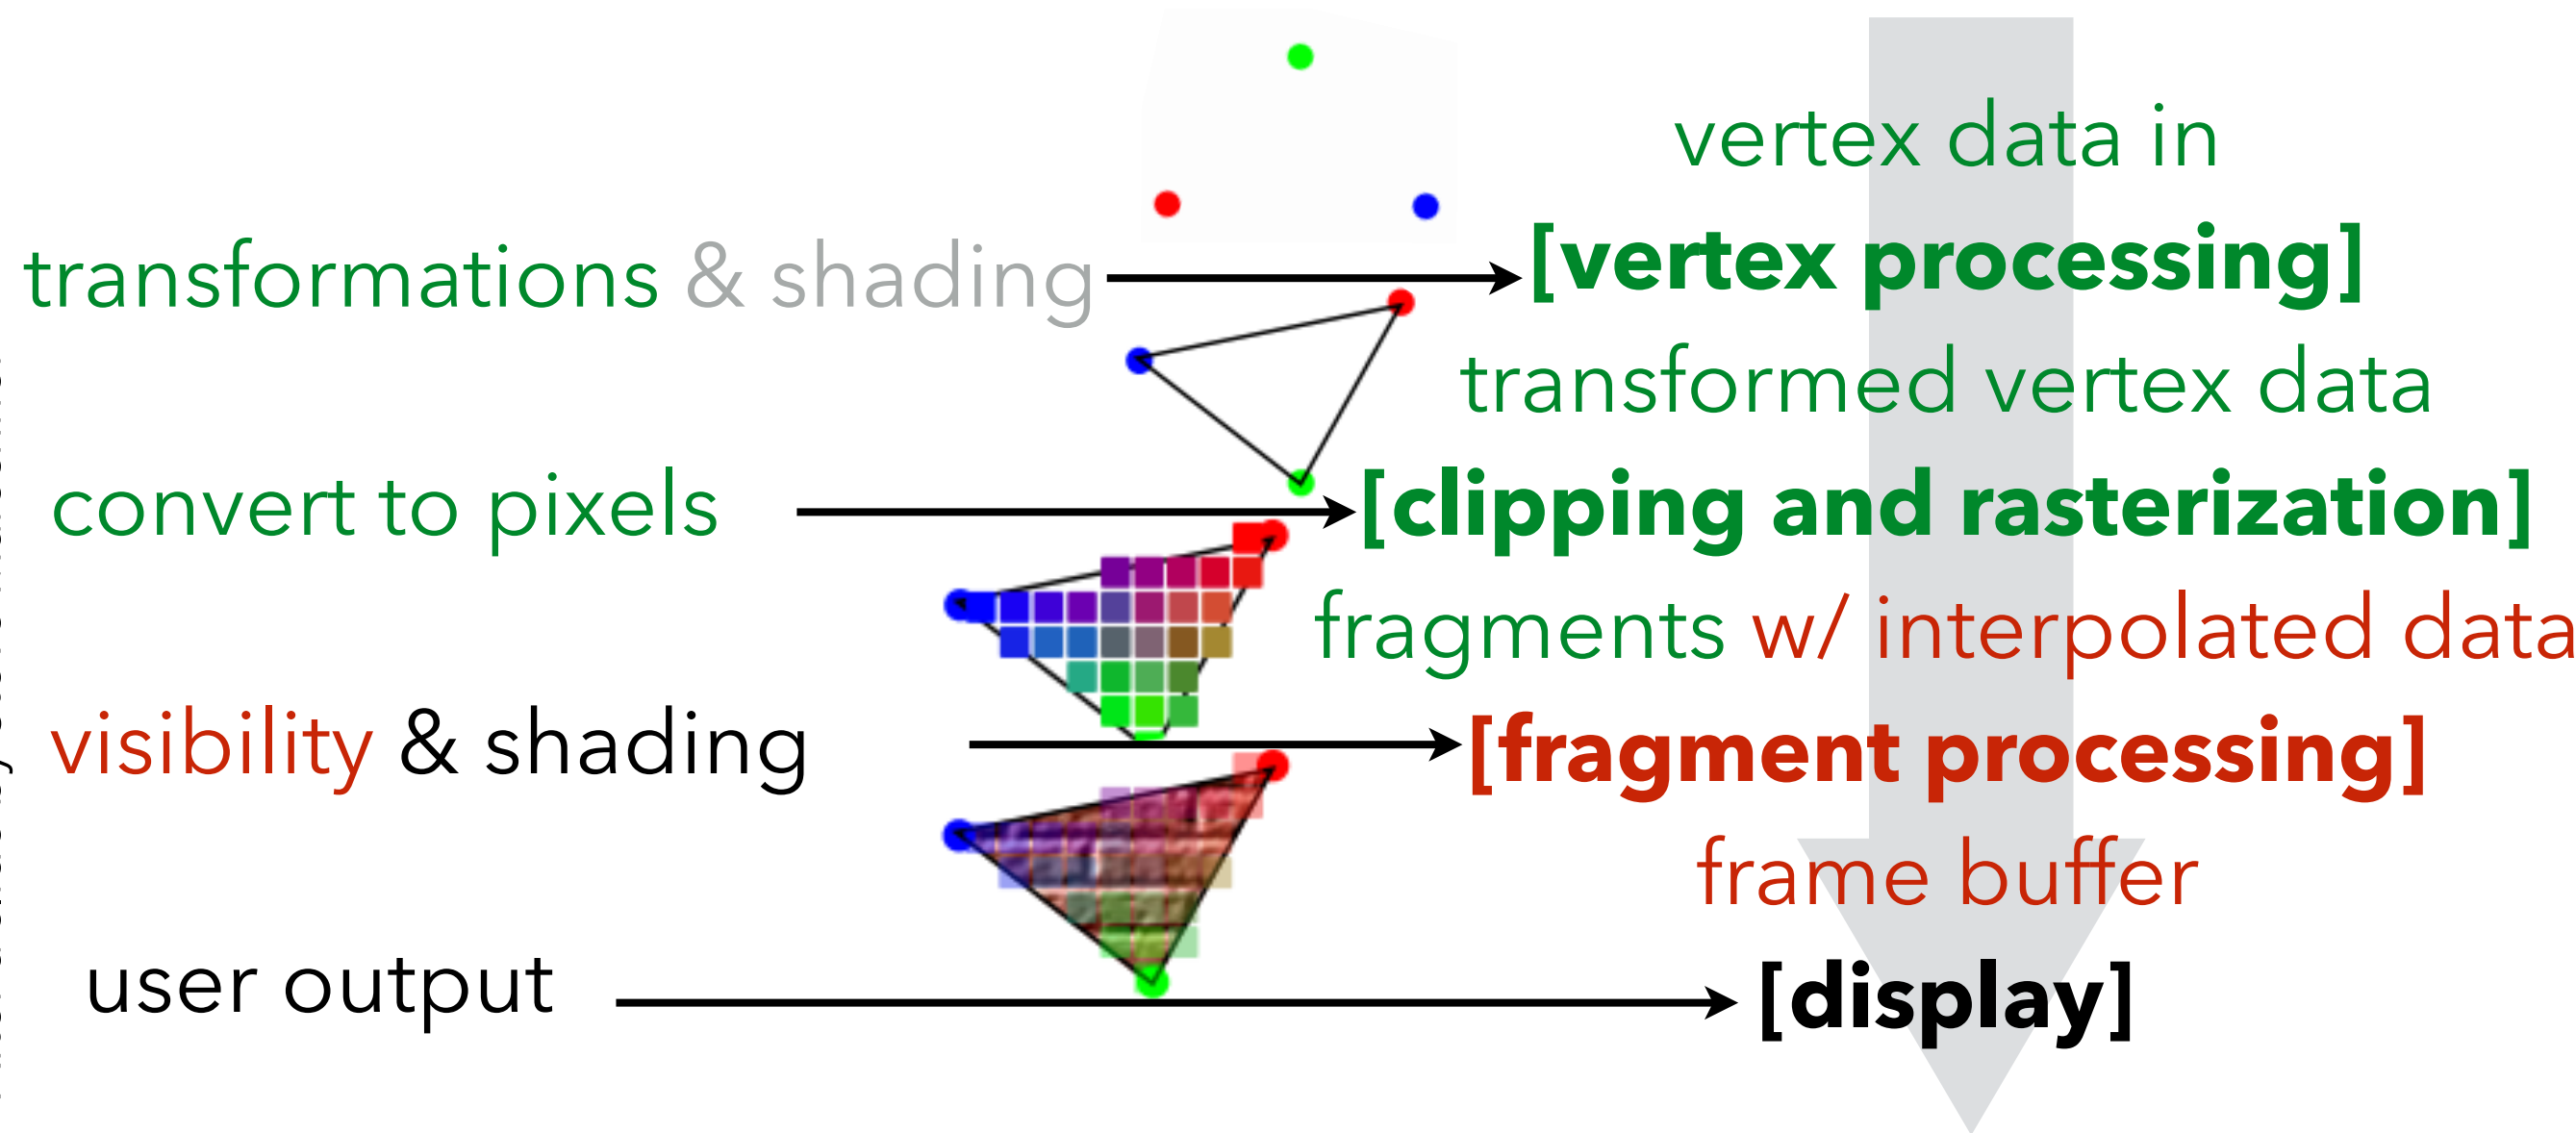 vertex data in
transformations & shading [vertex processing]
transformed vertex data
convert to pixels [clipping and rasterization]
fragments w/ interpolated data
visibility & shading [fragment processing]
frame buffer
user output [display]